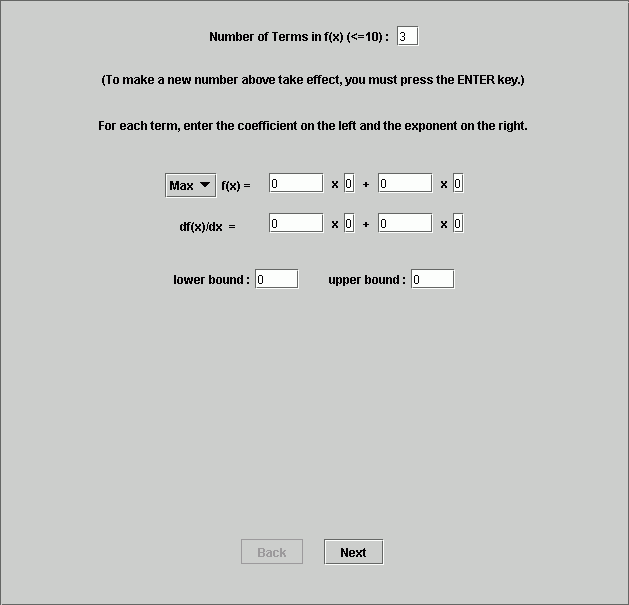 Number of Terms in f(x) (<=10) : 3
(To make a new number above take effect, you must press the ENTER key.)
For each term, enter the coefficient on the left and the exponent on the right.
Max f(x) = 0 x 0 + 0 x 0
df(x)/dx = 0 x 0 + 0 x 0
lower bound : 0 upper bound : 0
Back Next